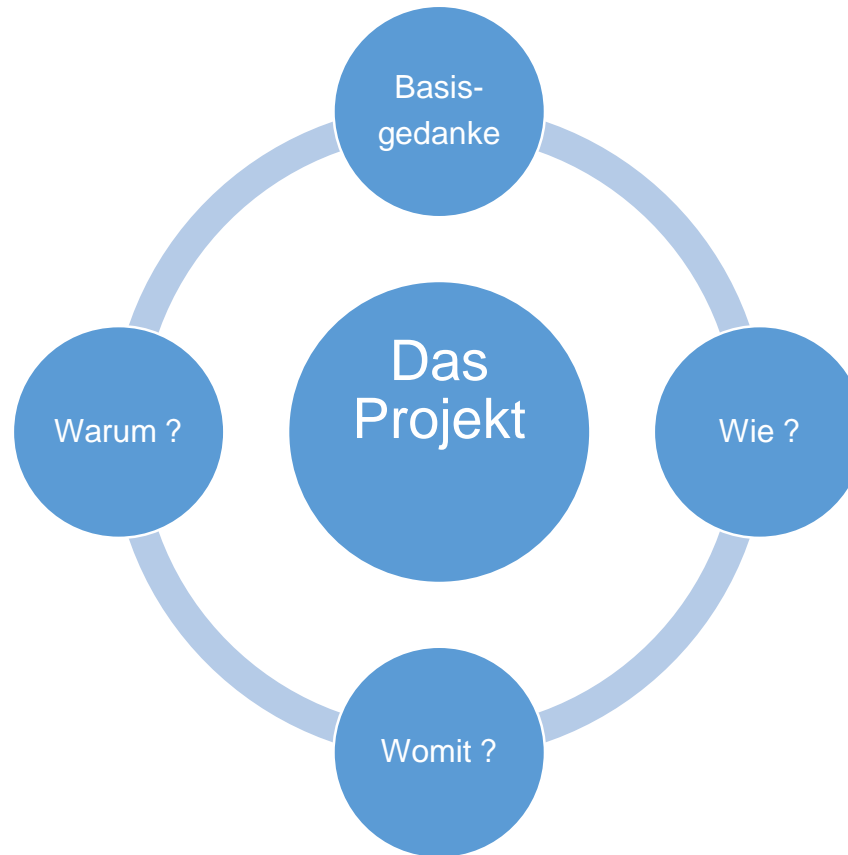 Basis-
gedanke
Das
Projekt
Warum ?
Wie ?
Womit ?